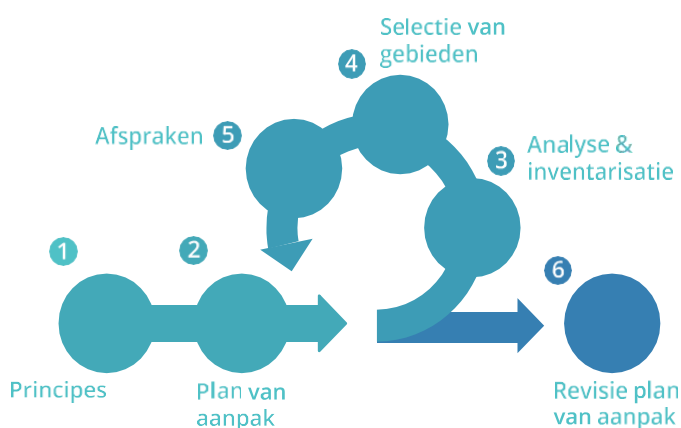 Selectie van
gebieden
4
Afspraken
5
3
Analyse &
inventarisatie
1
2
6
Principes
Plan van
aanpak
Revisie plan
van aanpak